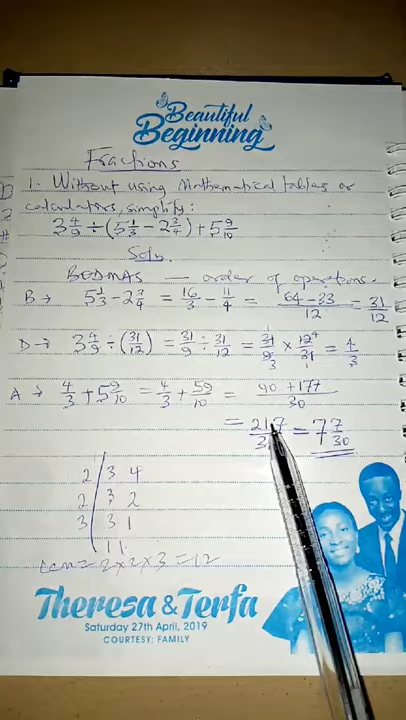 Beautiful
Beginning
Fractions
1. Without using Mathematical tables or
calculators, simplify:
3 4/9 ÷ (5 1/3 − 2 3/4) + 5 9/10
Soln.
BODMAS — order of operations.
B → 5 1/3 − 2 3/4 = 16/3 − 11/4 = (64 − 33)/12 = 31/12
D → 3 4/9 ÷ (31/12) = 31/9 ÷ 31/12 = 31/9 3 × 12 4/31 = 4/3
A → 4/3 + 5 9/10 = 4/3 + 59/10 = (40 + 177)/30
= 217/30 = 7 7/30
2 | 3 4
2 | 3 2
3 | 3 1
1 1
Lcm = 2 × 2 × 3 = 12
Theresa & Terfa
Saturday 27th April, 2019
COURTESY: FAMILY